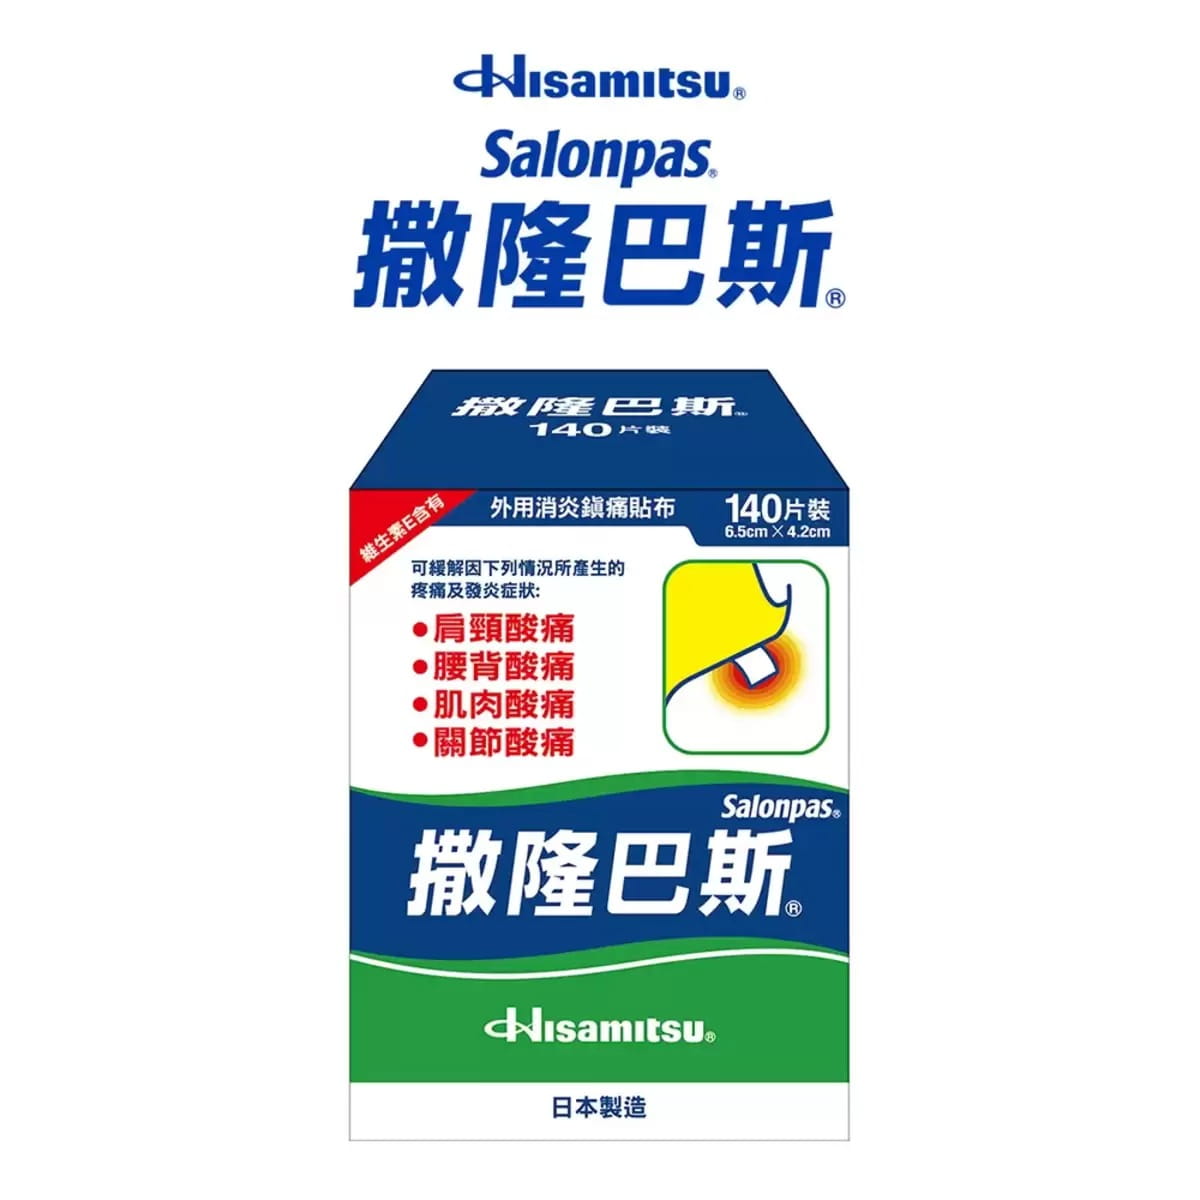 Hisamitsu®
Salonpas®
撒隆巴斯®
撒隆巴斯®
140片裝
維生素E含有
外用消炎鎮痛貼布
140片裝
6.5cm×4.2cm
可緩解因下列情況所產生的
疼痛及發炎症狀:
•肩頸酸痛
•腰背酸痛
•肌肉酸痛
•關節酸痛
Salonpas®
撒隆巴斯®
Hisamitsu®
日本製造